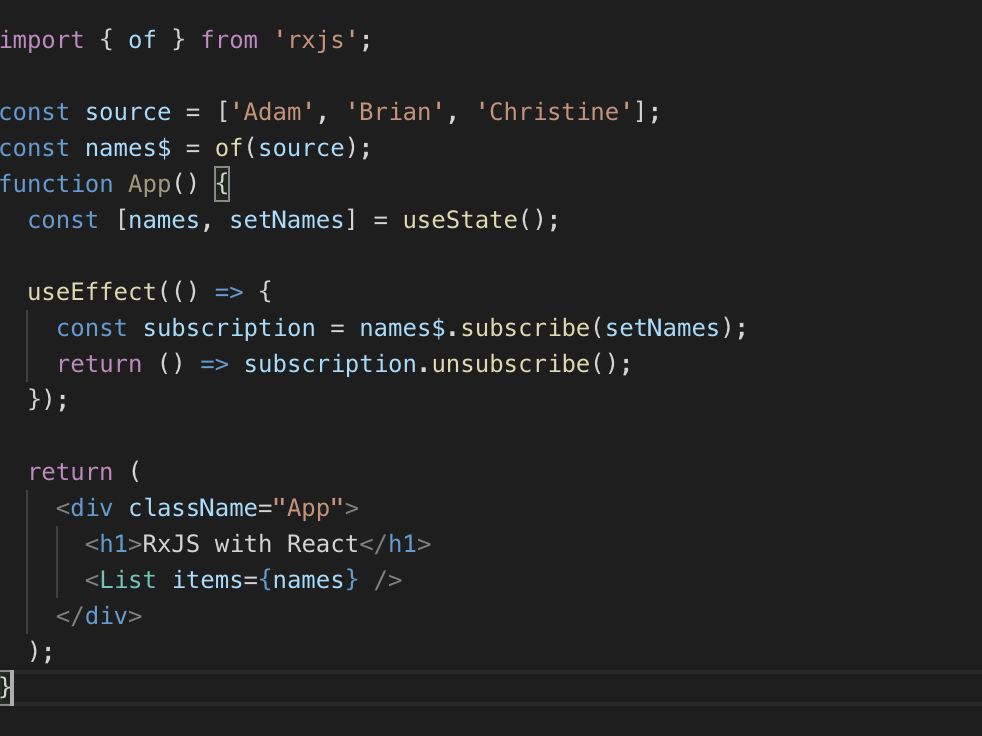 import { of } from 'rxjs';
const source = ['Adam', 'Brian', 'Christine'];
const names$ = of(source);
function App() {
const [names, setNames] = useState();
useEffect(() => {
const subscription = names$.subscribe(setNames);
return () => subscription.unsubscribe();
});
return (
<div className="App">
<h1>RxJS with React</h1>
<List items={names} />
</div>
);
}